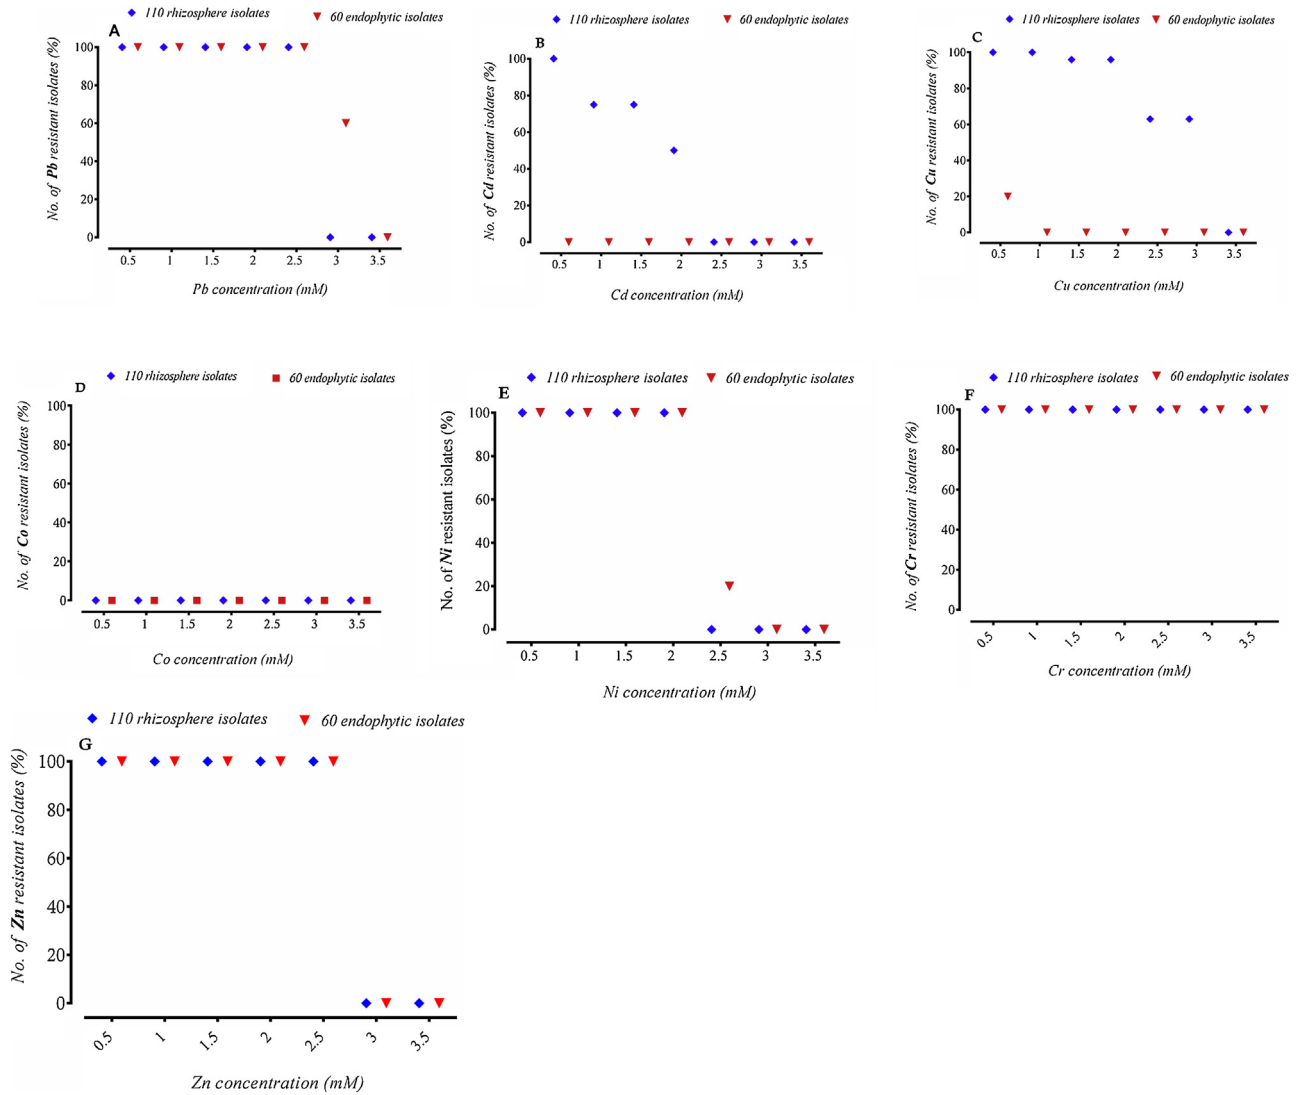 110 rhizosphere isolates 60 endophytic isolates
A
No. of Pb resistant isolates (%)
100
80
60
40
20
0
0.5 1 1.5 2 2.5 3 3.5
Pb concentration (mM)
110 rhizosphere isolates 60 endophytic isolates
B
No. of Cd resistant isolates (%)
100
80
60
40
20
0
0.5 1 1.5 2 2.5 3 3.5
Cd concentration (mM)
110 rhizosphere isolates 60 endophytic isolates
C
No. of Cu resistant isolates (%)
100
80
60
40
20
0
0.5 1 1.5 2 2.5 3 3.5
Cu concentration (mM)
110 rhizosphere isolates 60 endophytic isolates
D
No. of Co resistant isolates (%)
100
80
60
40
20
0
0.5 1 1.5 2 2.5 3 3.5
Co concentration (mM)
110 rhizosphere isolates 60 endophytic isolates
E
No. of Ni resistant isolates (%)
100
80
60
40
20
0
0.5 1 1.5 2 2.5 3 3.5
Ni concentration (mM)
110 rhizosphere isolates 60 endophytic isolates
F
No. of Cr resistant isolates (%)
100
80
60
40
20
0
0.5 1 1.5 2 2.5 3 3.5
Cr concentration (mM)
110 rhizosphere isolates 60 endophytic isolates
G
No. of Zn resistant isolates (%)
100
80
60
40
20
0
0.5 1 1.5 2 2.5 3 3.5
Zn concentration (mM)